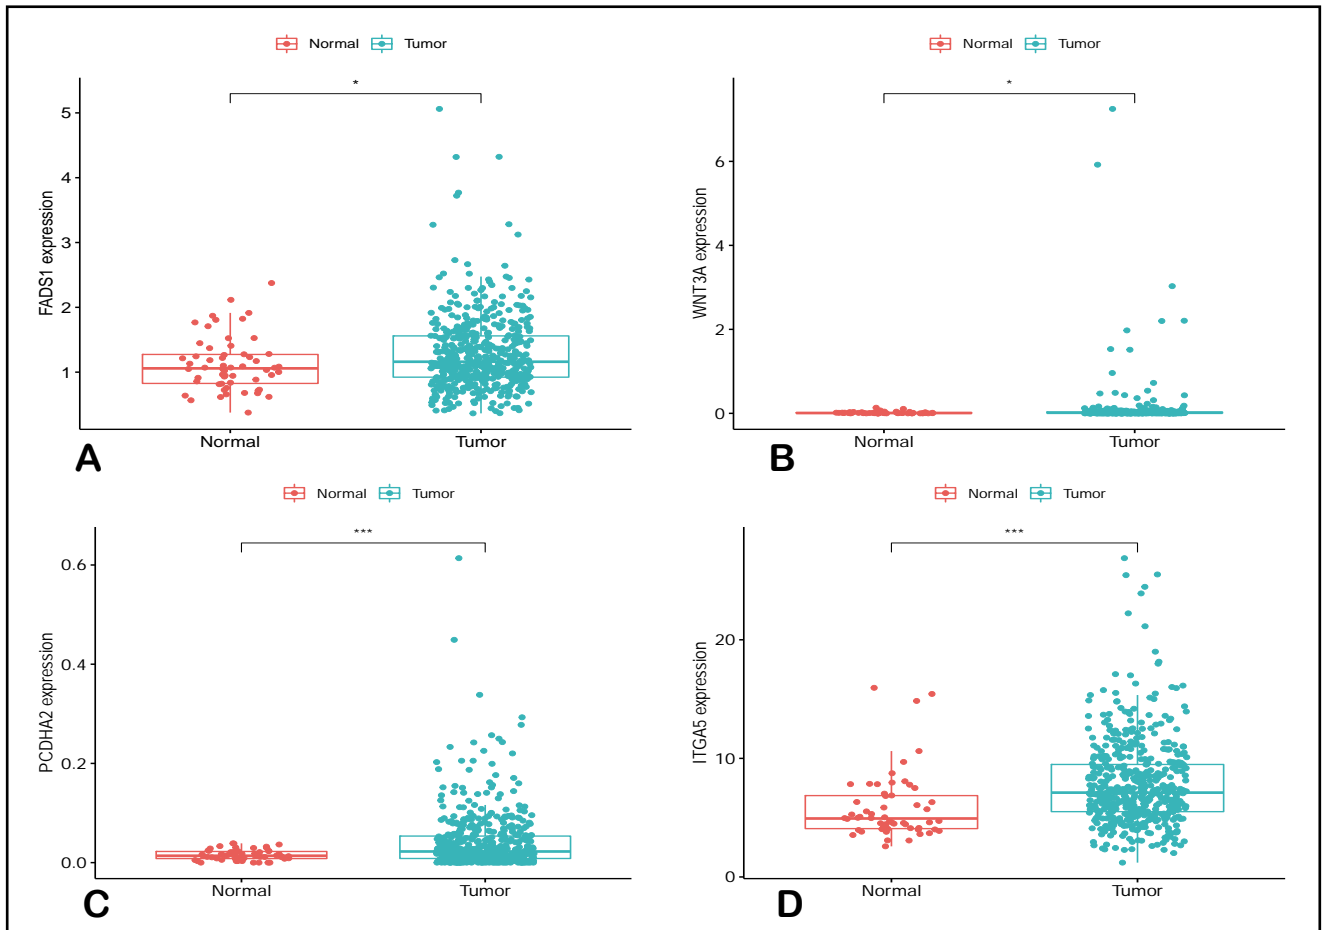 Normal Tumor
*
FADS1 expression
5
4
3
2
1
Normal Tumor
A
Normal Tumor
*
WNT3A expression
6
4
2
0
Normal Tumor
B
Normal Tumor
***
PCDHA2 expression
0.6
0.4
0.2
0.0
Normal Tumor
C
Normal Tumor
***
ITGA5 expression
20
10
0
Normal Tumor
D